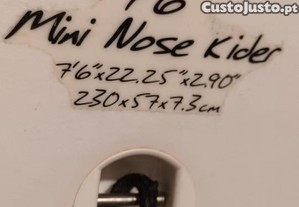 CustoJusto.pt
Mini Nose Kider
7'6"x22.25"x2.90"
230x57x7.3cm